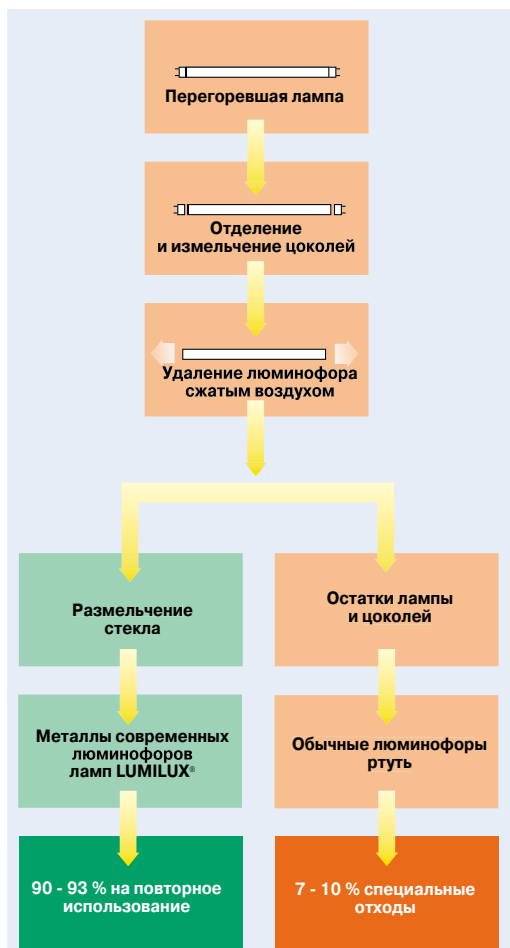 Перегоревшая лампа
Отделение
и измельчение цоколей
Удаление люминофора
сжатым воздухом
Размельчение
стекла
Металлы современных
люминофоров
ламп LUMILUX®
90 - 93 % на повторное
использование
Остатки лампы
и цоколей
Обычные люминофоры
ртуть
7 - 10 % специальные
отходы